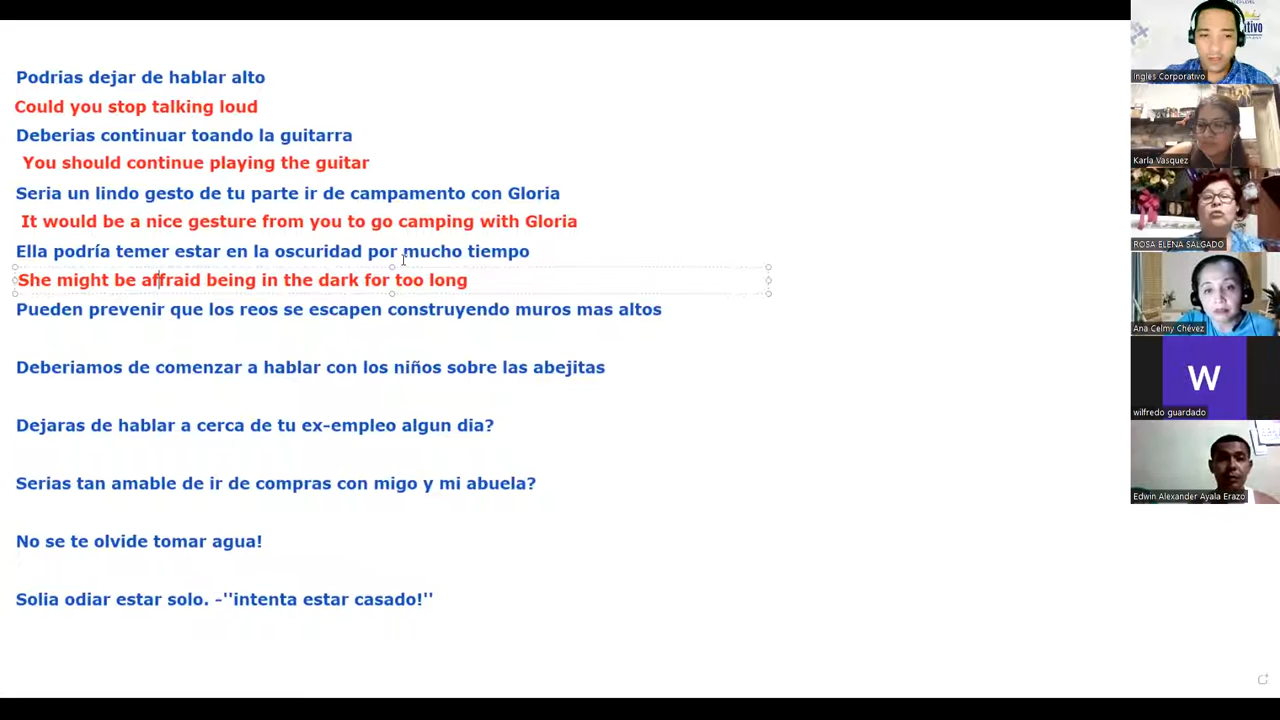 Podrias dejar de hablar alto
Could you stop talking loud
Deberias continuar toando la guitarra
You should continue playing the guitar
Seria un lindo gesto de tu parte ir de campamento con Gloria
It would be a nice gesture from you to go camping with Gloria
Ella podría temer estar en la oscuridad por mucho tiempo
She might be affraid being in the dark for too long
Pueden prevenir que los reos se escapen construyendo muros mas altos
Deberiamos de comenzar a hablar con los niños sobre las abejitas
Dejaras de hablar a cerca de tu ex-empleo algun dia?
Serias tan amable de ir de compras con migo y mi abuela?
No se te olvide tomar agua!
Solia odiar estar solo. -''intenta estar casado!''
Ingles Corporativo
Karla Vasquez
ROSA ELENA SALGADO
Ana Celmy Chévez
W
wilfredo guardado
Edwin Alexander Ayala Erazo